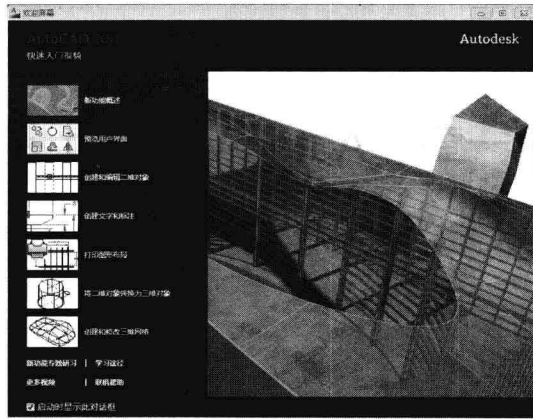 欢迎屏幕
Autodesk
快速入门视频
新功能概述
预览用户界面
创建和编辑二维对象
创建文字和标注
打印图形布局
将二维对象转换为三维对象
创建和修改三维网格
新功能专题研习 | 学习途径
更多视频 | 联机帮助
启动时显示此对话框